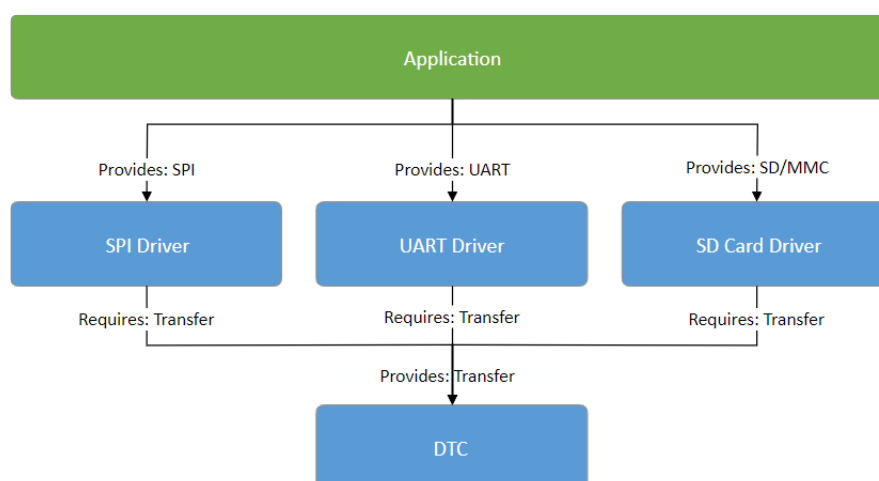 Application
Provides: SPI
Provides: UART
Provides: SD/MMC
SPI Driver
UART Driver
SD Card Driver
Requires: Transfer
Requires: Transfer
Requires: Transfer
Provides: Transfer
DTC